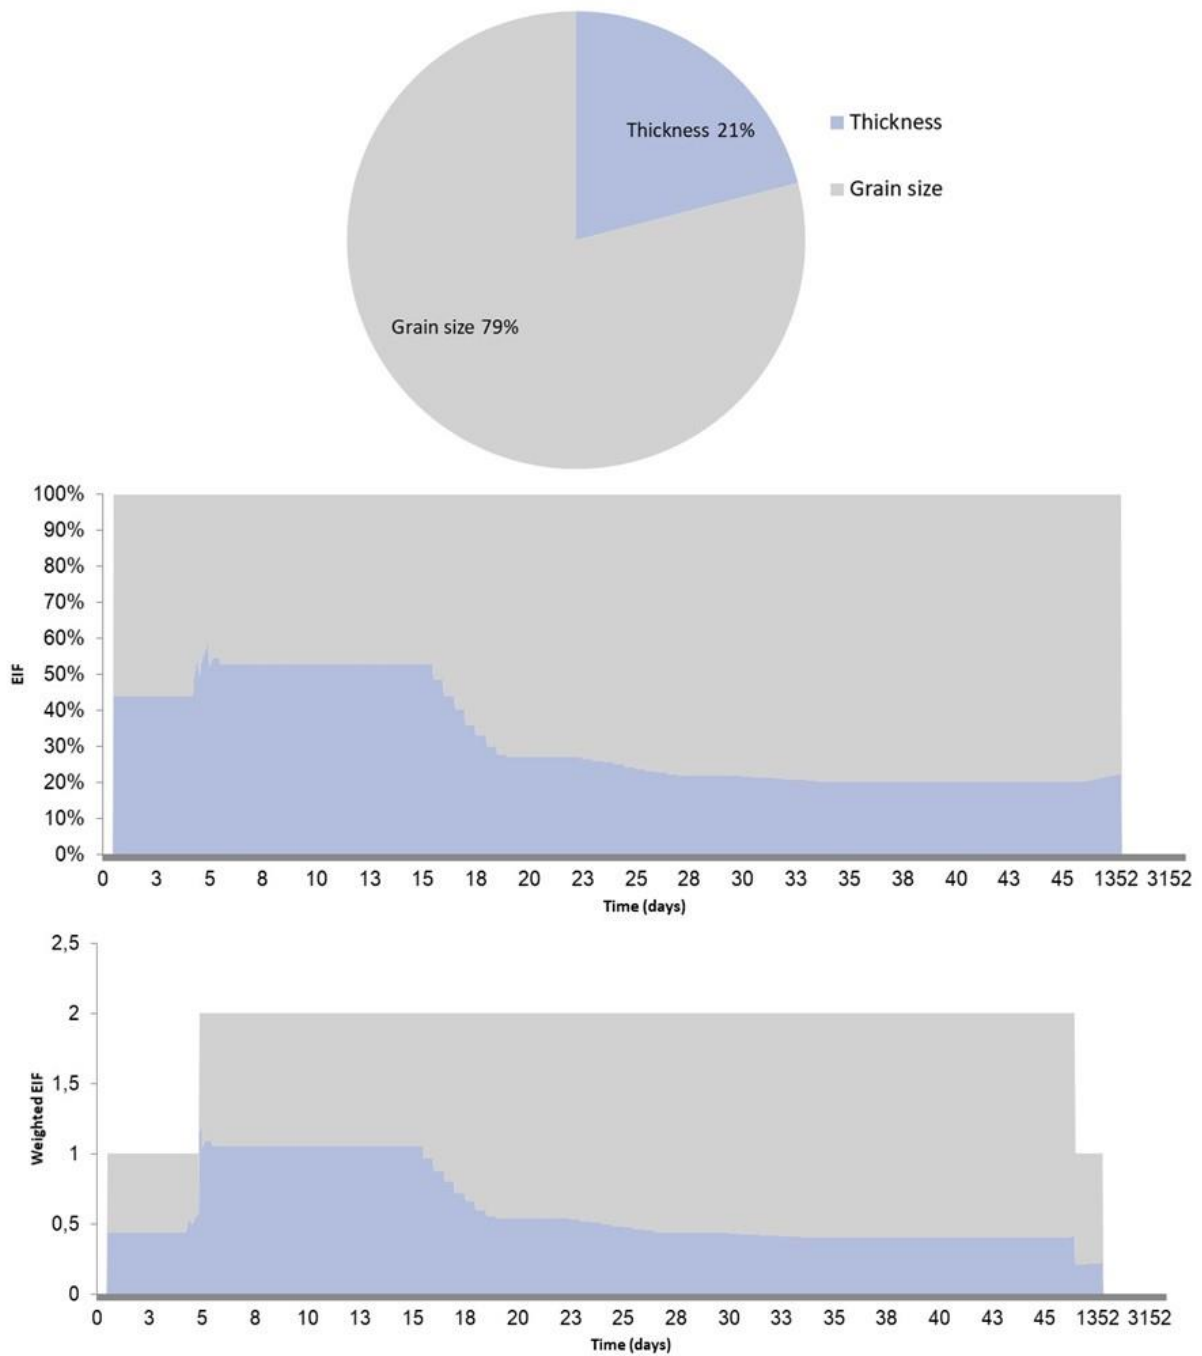 Thickness 21%
Grain size 79%
Thickness
Grain size
100%
90%
80%
70%
60%
50%
40%
30%
20%
10%
0%
EIF
0 3 5 8 10 13 15 18 20 23 25 28 30 33 35 38 40 43 45 1352 3152
Time (days)
2,5
2
1,5
1
0,5
0
Weighted EIF
0 3 5 8 10 13 15 18 20 23 25 28 30 33 35 38 40 43 45 1352 3152
Time (days)